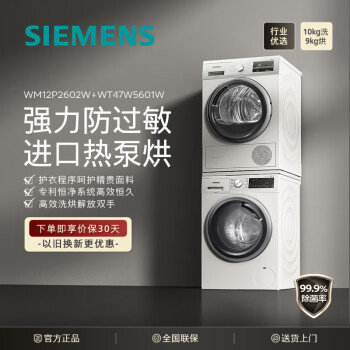 SIEMENS
行业
优选
10kg洗
9kg烘
WM12P2602W+WT47W5601W
强力防过敏
进口热泵烘
护衣程序呵护精贵面料
专利恒净系统高效恒久
高效洗烘解放双手
下单即享价保30天
-以旧换新更优惠-
99.9%
除菌率
官方正品
全国联保
送货上门